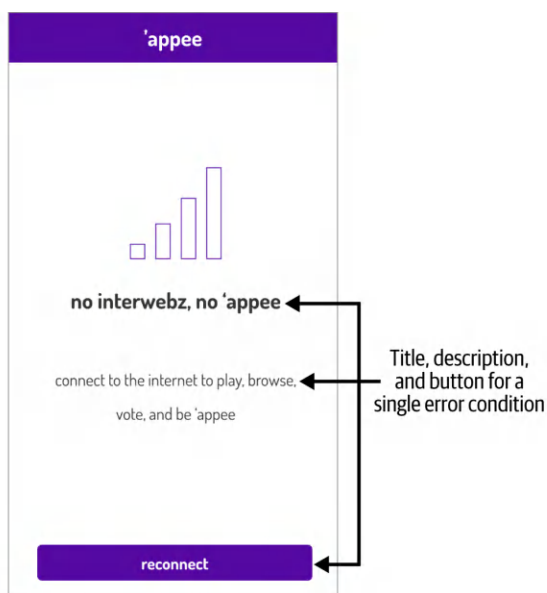 'appee
no interwebz, no 'appee
connect to the internet to play, browse,
vote, and be 'appee
reconnect
Title, description,
and button for a
single error condition